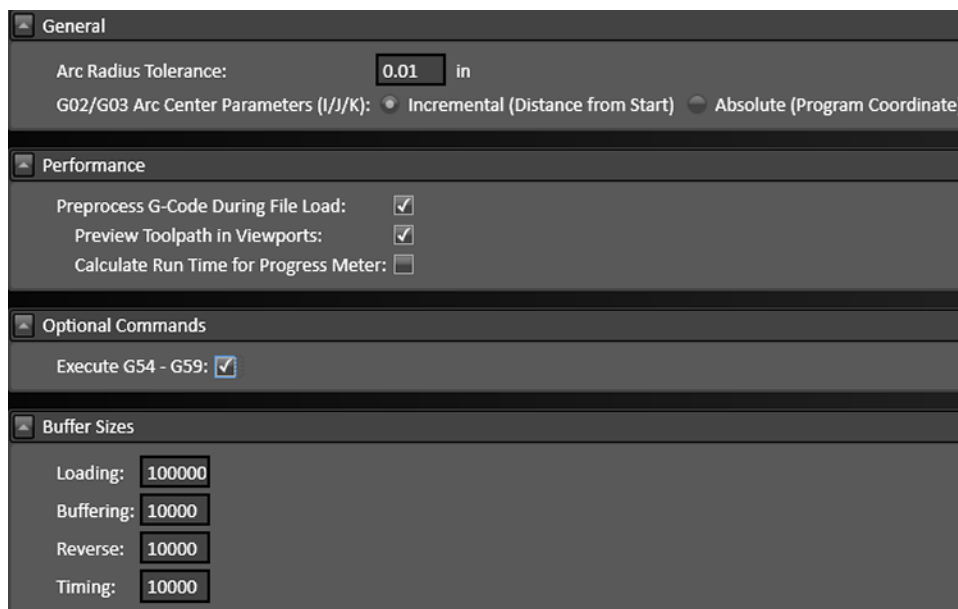 General
Arc Radius Tolerance: 0.01 in
G02/G03 Arc Center Parameters (I/J/K): Incremental (Distance from Start) Absolute (Program Coordinate
Performance
Preprocess G-Code During File Load:
Preview Toolpath in Viewports:
Calculate Run Time for Progress Meter:
Optional Commands
Execute G54 - G59:
Buffer Sizes
Loading: 100000
Buffering: 10000
Reverse: 10000
Timing: 10000